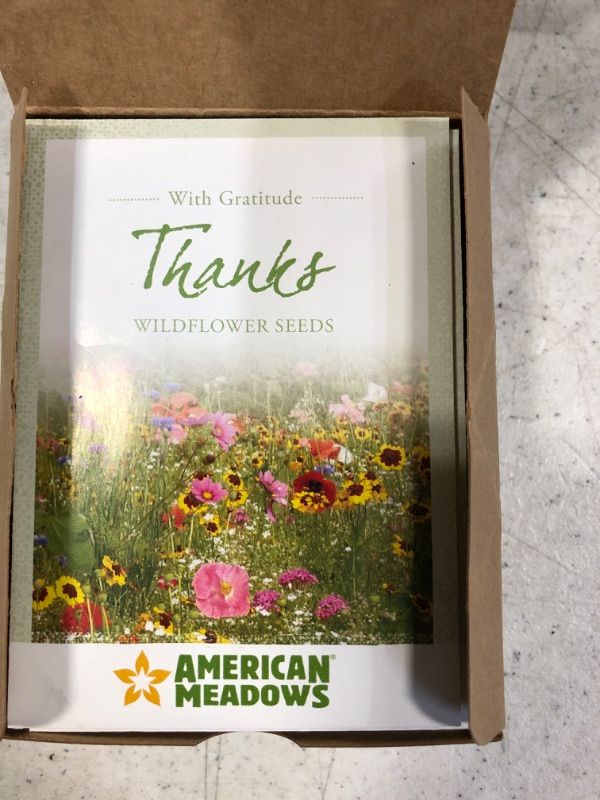 With Gratitude
Thanks
WILDFLOWER SEEDS
AMERICAN®
MEADOWS